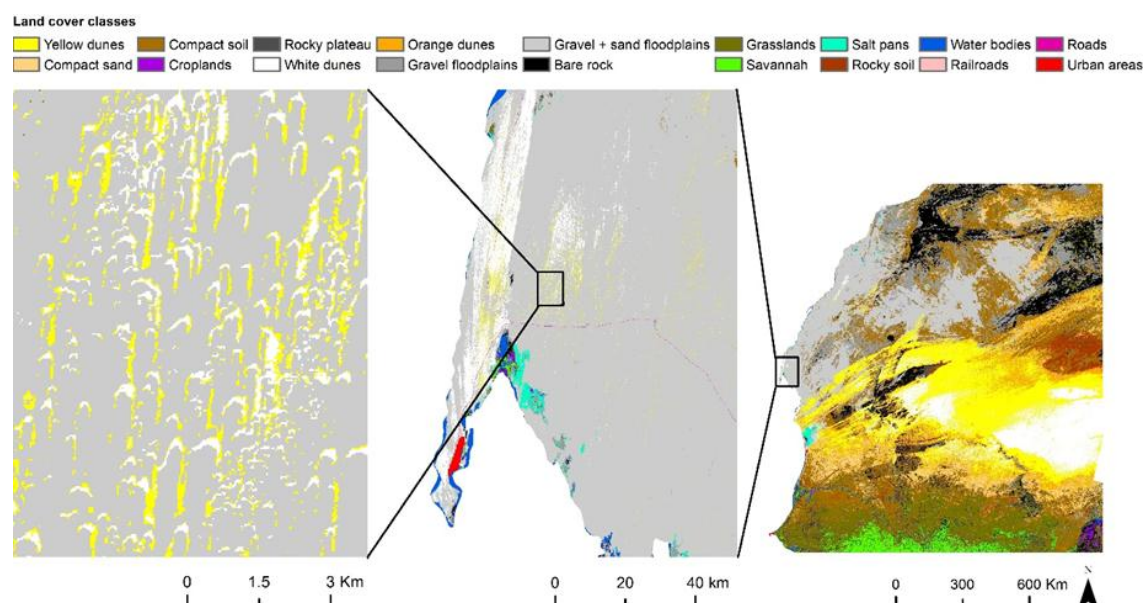 Land cover classes
Yellow dunes Compact soil Rocky plateau Orange dunes Gravel + sand floodplains Grasslands Salt pans Water bodies Roads
Compact sand Croplands White dunes Gravel floodplains Bare rock Savannah Rocky soil Railroads Urban areas
0 1.5 3 Km
0 20 40 km
0 300 600 Km
N